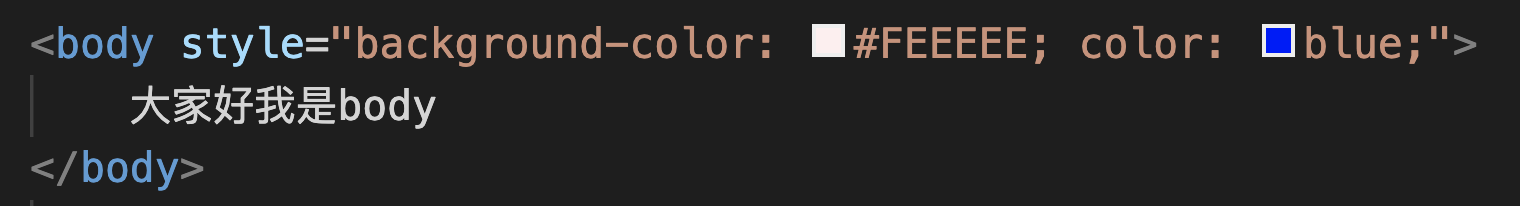 <body style="background-color: #FEEEEE; color: blue;">
大家好我是body
</body>